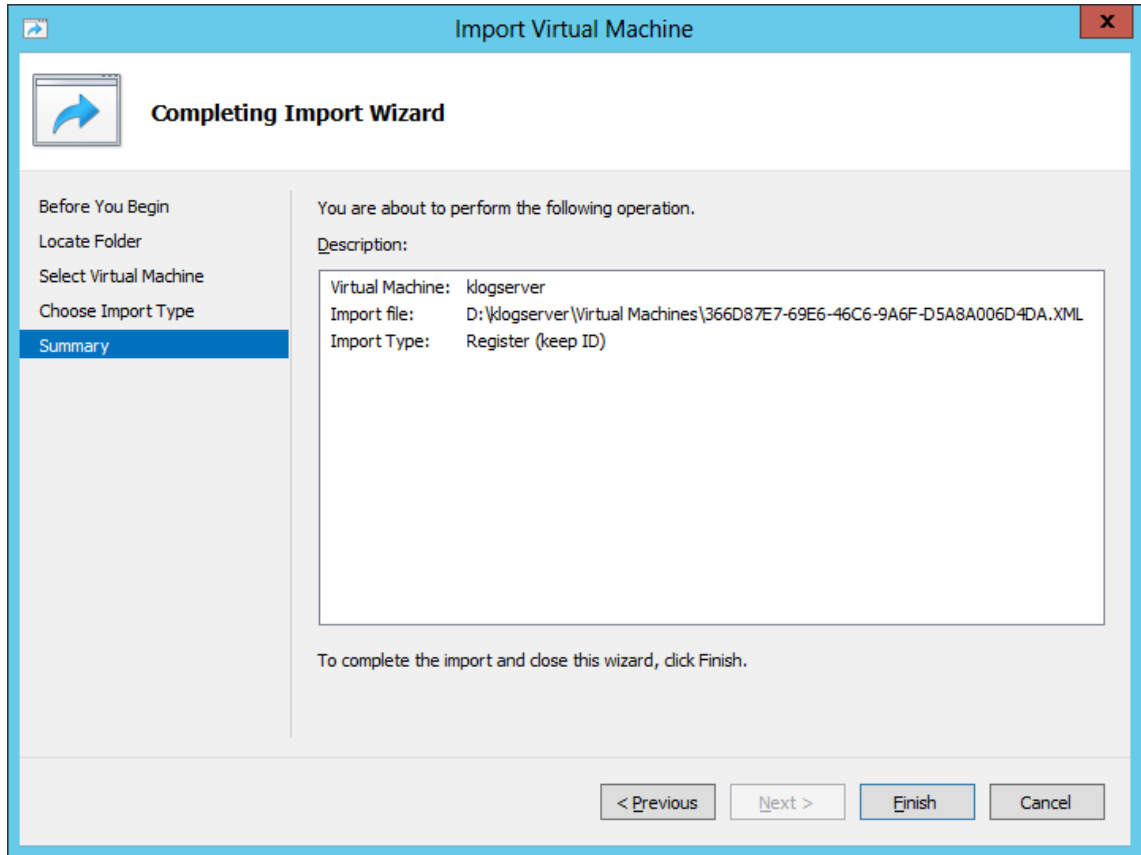 Import Virtual Machine
x
Completing Import Wizard
Before You Begin
Locate Folder
Select Virtual Machine
Choose Import Type
Summary
You are about to perform the following operation.
Description:
Virtual Machine: klogserver
Import file: D:\klogserver\Virtual Machines\366D87E7-69E6-46C6-9A6F-D5A8A006D4DA.XML
Import Type: Register (keep ID)
To complete the import and close this wizard, click Finish.
< Previous Next > Finish Cancel